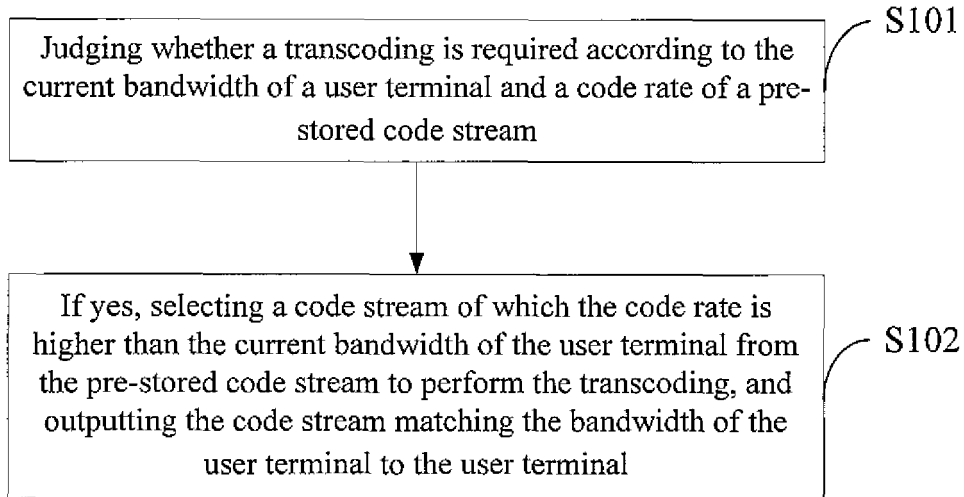 S101
Judging whether a transcoding is required according to the
current bandwidth of a user terminal and a code rate of a pre-
stored code stream
If yes, selecting a code stream of which the code rate is
higher than the current bandwidth of the user terminal from
the pre-stored code stream to perform the transcoding, and
outputting the code stream matching the bandwidth of the
user terminal to the user terminal
S102